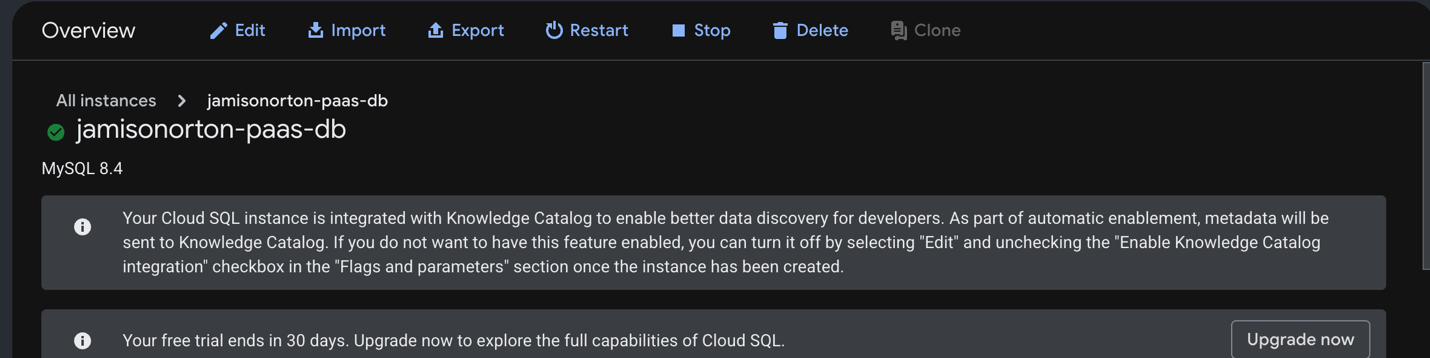 Overview Edit Import Export Restart Stop Delete Clone
All instances > jamisonorton-paas-db
jamisonorton-paas-db
MySQL 8.4
Your Cloud SQL instance is integrated with Knowledge Catalog to enable better data discovery for developers. As part of automatic enablement, metadata will be
sent to Knowledge Catalog. If you do not want to have this feature enabled, you can turn it off by selecting "Edit" and unchecking the "Enable Knowledge Catalog
integration" checkbox in the "Flags and parameters" section once the instance has been created.
Your free trial ends in 30 days. Upgrade now to explore the full capabilities of Cloud SQL. Upgrade now